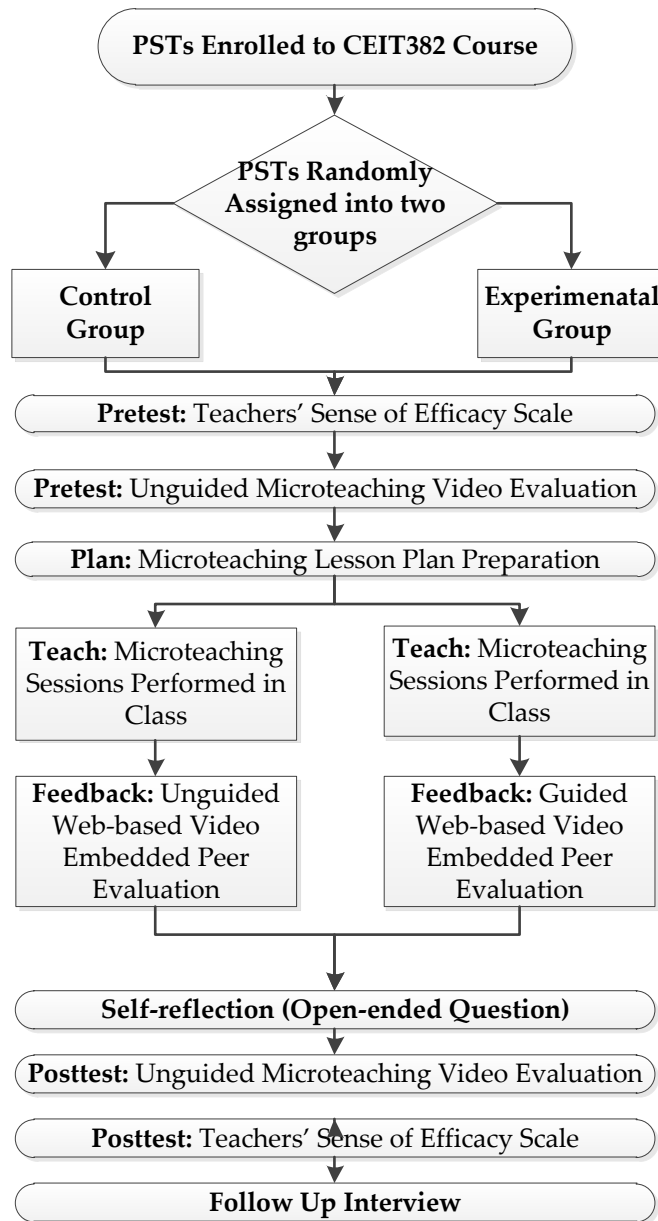 PSTs Enrolled to CEIT382 Course
PSTs Randomly
Assigned into two
groups
Control
Group
Experimenatal
Group
Pretest: Teachers’ Sense of Efficacy Scale
Pretest: Unguided Microteaching Video Evaluation
Plan: Microteaching Lesson Plan Preparation
Teach: Microteaching
Sessions Performed in
Class
Teach: Microteaching
Sessions Performed in
Class
Feedback: Unguided
Web-based Video
Embedded Peer
Evaluation
Feedback: Guided
Web-based Video
Embedded Peer
Evaluation
Self-reflection (Open-ended Question)
Posttest: Unguided Microteaching Video Evaluation
Posttest: Teachers’ Sense of Efficacy Scale
Follow Up Interview